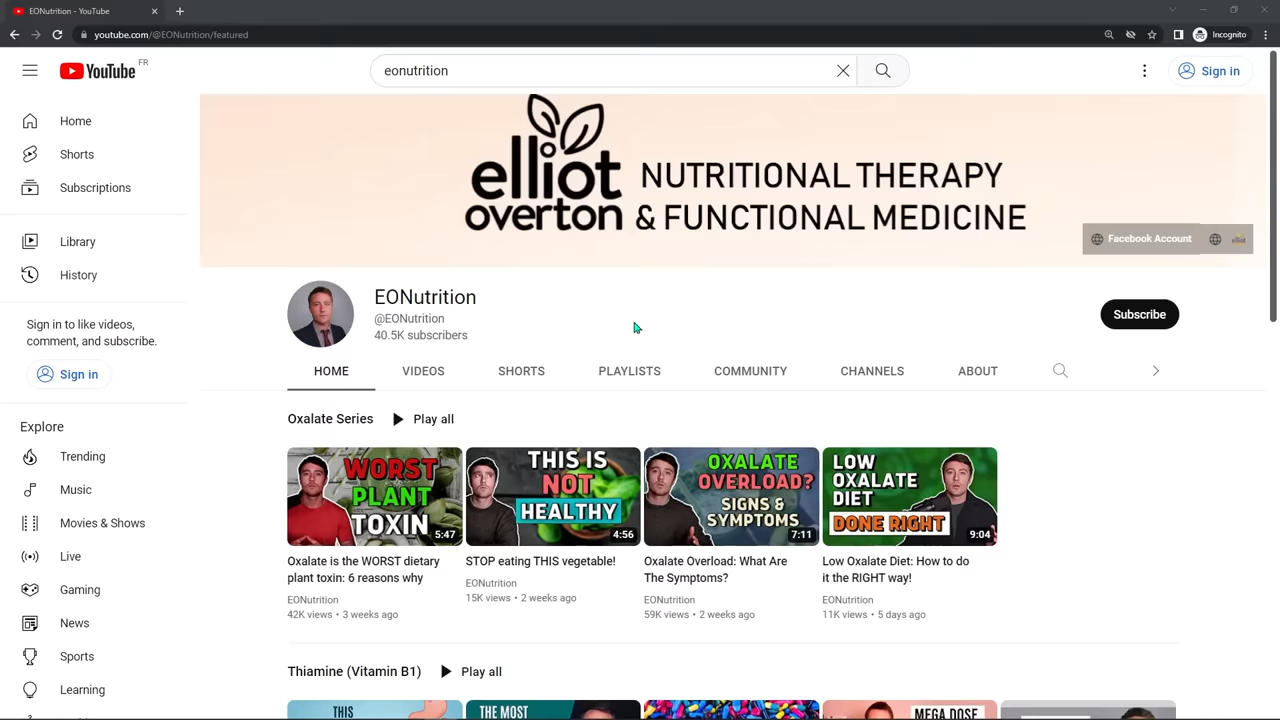 EONutrition - YouTube
youtube.com/@EONutrition/featured
Incognito
YouTube FR
eonutrition
Sign in
Home
Shorts
Subscriptions
Library
History
Sign in to like videos,
comment, and subscribe.
Sign in
Explore
Trending
Music
Movies & Shows
Live
Gaming
News
Sports
Learning
elliot
overton
NUTRITIONAL THERAPY
& FUNCTIONAL MEDICINE
Facebook Account
EONutrition
@EONutrition
40.5K subscribers
Subscribe
HOME
VIDEOS
SHORTS
PLAYLISTS
COMMUNITY
CHANNELS
ABOUT
Oxalate Series
Play all
WORST
PLANT
TOXIN
5:47
Oxalate is the WORST dietary
plant toxin: 6 reasons why
EONutrition
42K views • 3 weeks ago
THIS IS
NOT
HEALTHY
4:56
STOP eating THIS vegetable!
EONutrition
15K views • 2 weeks ago
OXALATE
OVERLOAD?
SIGNS &
SYMPTOMS
7:11
Oxalate Overload: What Are
The Symptoms?
EONutrition
59K views • 2 weeks ago
LOW
OXALATE
DIET
DONE RIGHT
9:04
Low Oxalate Diet: How to do
it the RIGHT way!
EONutrition
11K views • 5 days ago
Thiamine (Vitamin B1)
Play all
THIS
THE MOST
MEGA DOSE